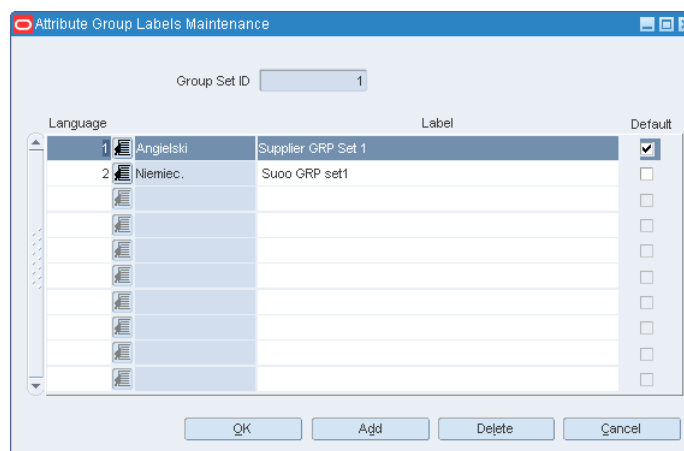 Attribute Group Labels Maintenance
Group Set ID 1
Language Label Default
1 Angielski Supplier GRP Set 1
2 Niemiec. Suoo GRP set1
OK Add Delete Cancel